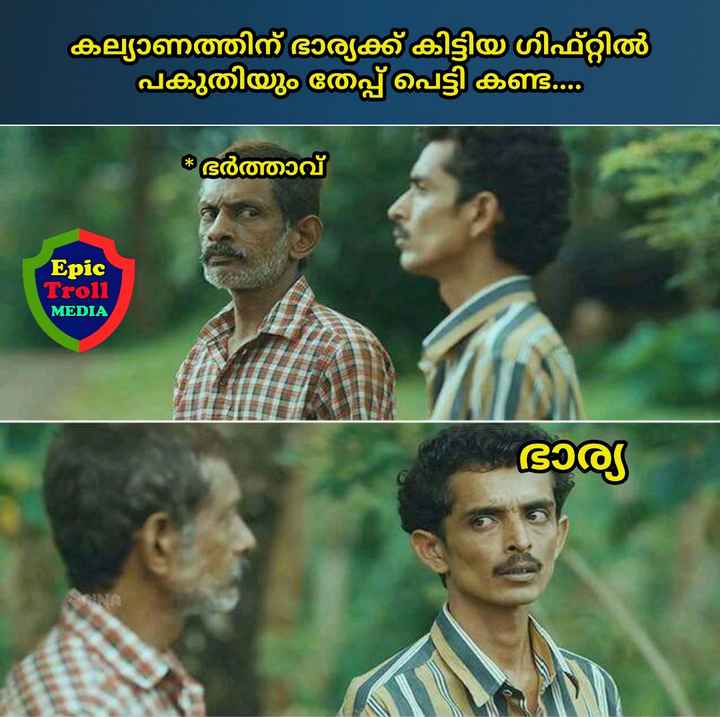 കല്യാണത്തിന് ഭാര്യക്ക് കിട്ടിയ ഗിഫ്റ്റിൽ
പകുതിയും തേപ്പ് പെട്ടി കണ്ട....
* ഭർത്താവ്
Epic
Troll
MEDIA
ഭാര്യ